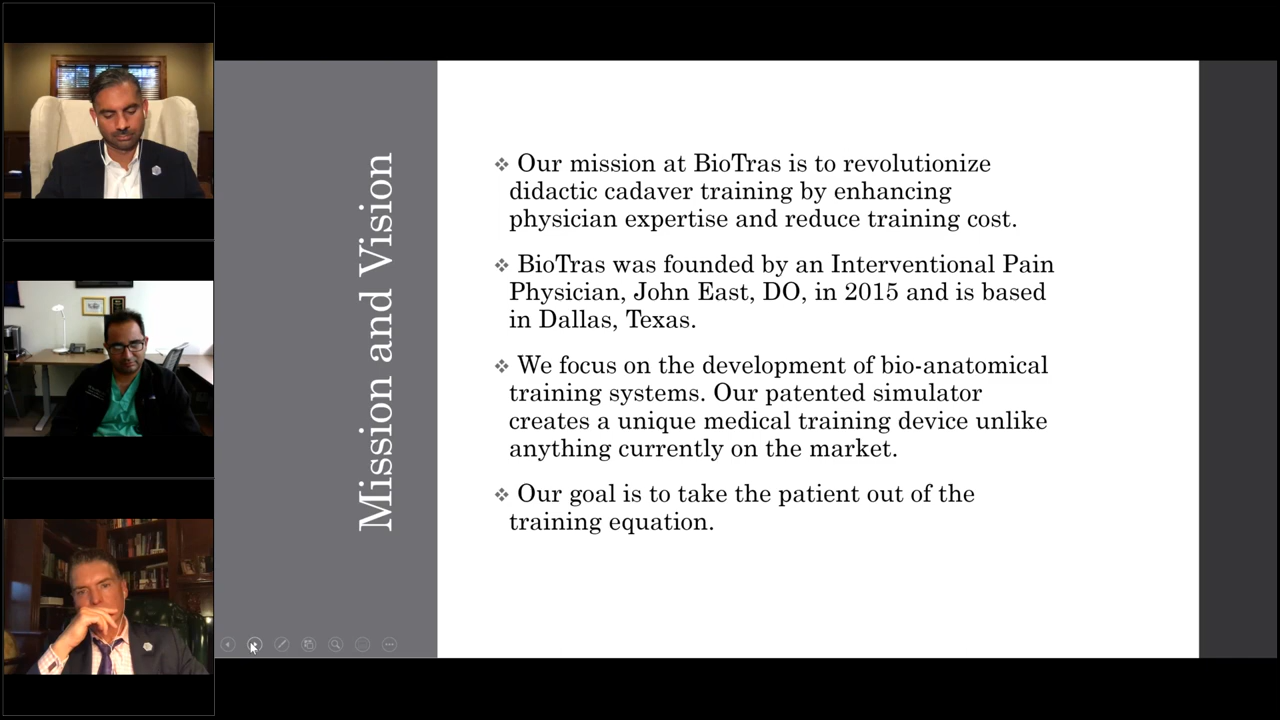 Mission and Vision
Our mission at BioTras is to revolutionize
didactic cadaver training by enhancing
physician expertise and reduce training cost.
BioTras was founded by an Interventional Pain
Physician, John East, DO, in 2015 and is based
in Dallas, Texas.
We focus on the development of bio-anatomical
training systems. Our patented simulator
creates a unique medical training device unlike
anything currently on the market.
Our goal is to take the patient out of the
training equation.